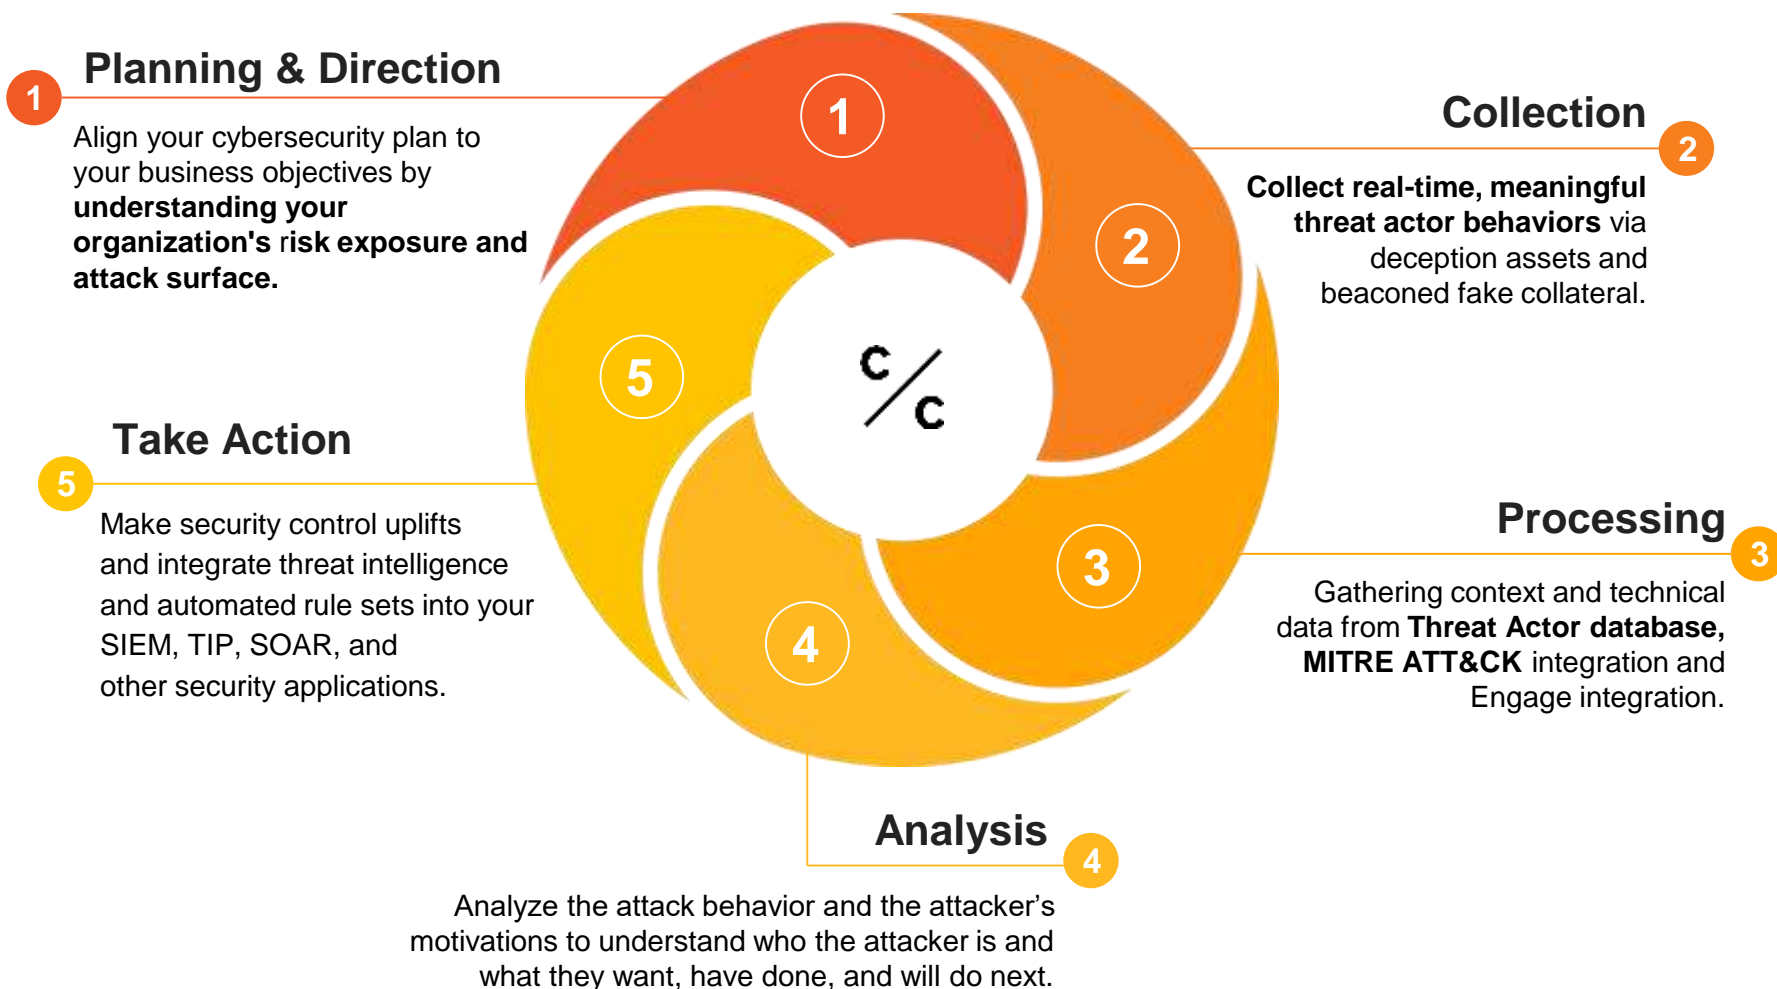 Planning & Direction
1
Align your cybersecurity plan to
your business objectives by
understanding your
organization's risk exposure and
attack surface.
1
Collection
2
Collect real-time, meaningful
threat actor behaviors via
deception assets and
beaconed fake collateral.
2
Processing
3
Gathering context and technical
data from Threat Actor database,
MITRE ATT&CK integration and
Engage integration.
3
Analysis
4
Analyze the attack behavior and the attacker’s
motivations to understand who the attacker is and
what they want, have done, and will do next.
4
Take Action
5
Make security control uplifts
and integrate threat intelligence
and automated rule sets into your
SIEM, TIP, SOAR, and
other security applications.
5
C/C